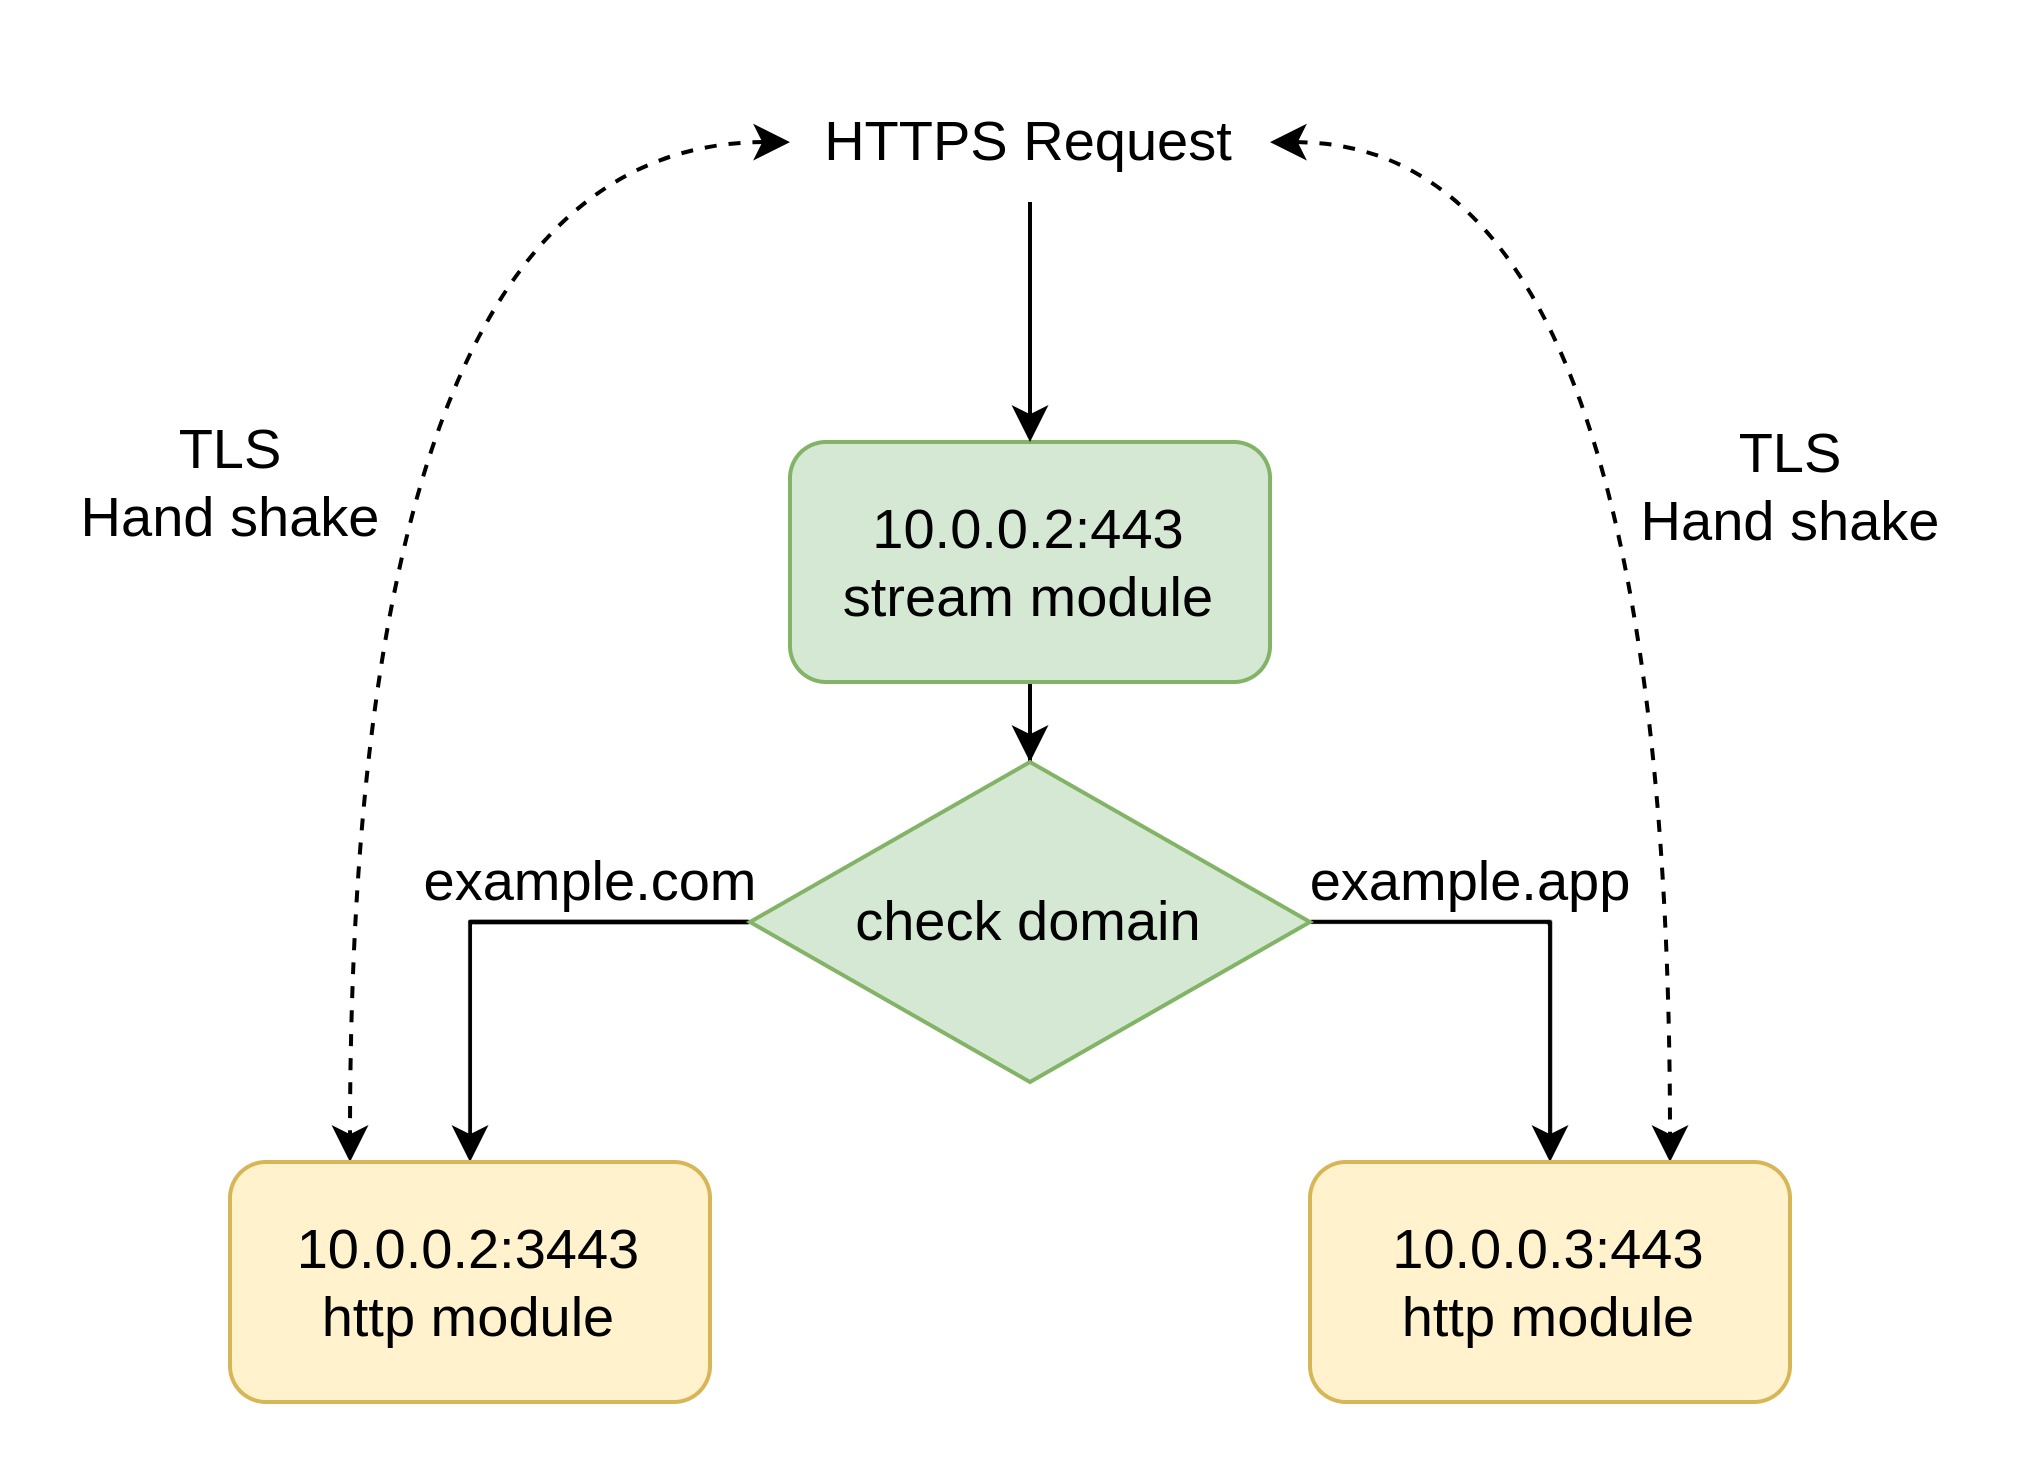 HTTPS Request
TLS
Hand shake
TLS
Hand shake
10.0.0.2:443
stream module
example.com
check domain
example.app
10.0.0.2:3443
http module
10.0.0.3:443
http module